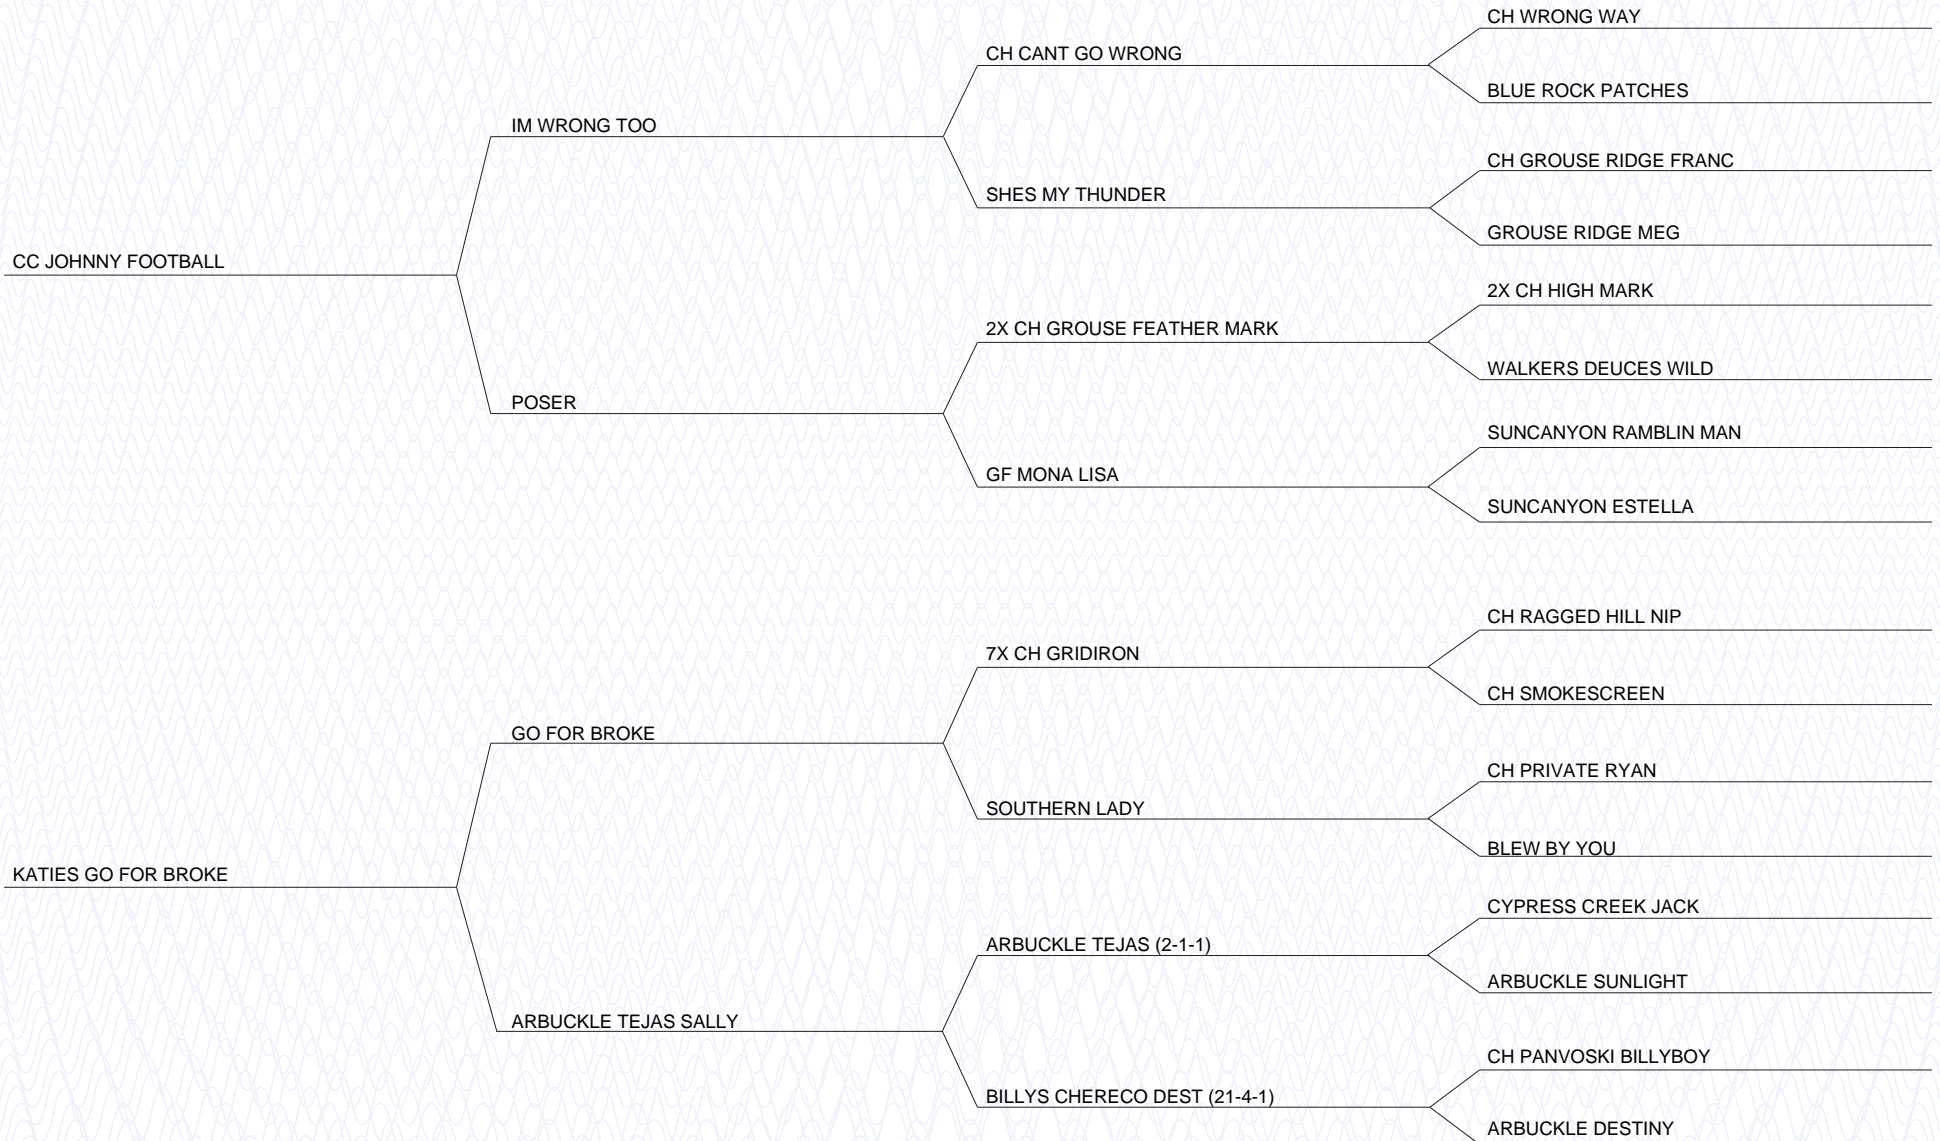 CH WRONG WAY
CH CANT GO WRONG
BLUE ROCK PATCHES
IM WRONG TOO
CH GROUSE RIDGE FRANC
SHES MY THUNDER
GROUSE RIDGE MEG
CC JOHNNY FOOTBALL
2X CH HIGH MARK
2X CH GROUSE FEATHER MARK
WALKERS DEUCES WILD
POSER
SUNCANYON RAMBLIN MAN
GF MONA LISA
SUNCANYON ESTELLA
CH RAGGED HILL NIP
7X CH GRIDIRON
CH SMOKESCREEN
GO FOR BROKE
CH PRIVATE RYAN
SOUTHERN LADY
BLEW BY YOU
KATIES GO FOR BROKE
CYPRESS CREEK JACK
ARBUCKLE TEJAS (2-1-1)
ARBUCKLE SUNLIGHT
ARBUCKLE TEJAS SALLY
CH PANVOSKI BILLYBOY
BILLYS CHERECO DEST (21-4-1)
ARBUCKLE DESTINY